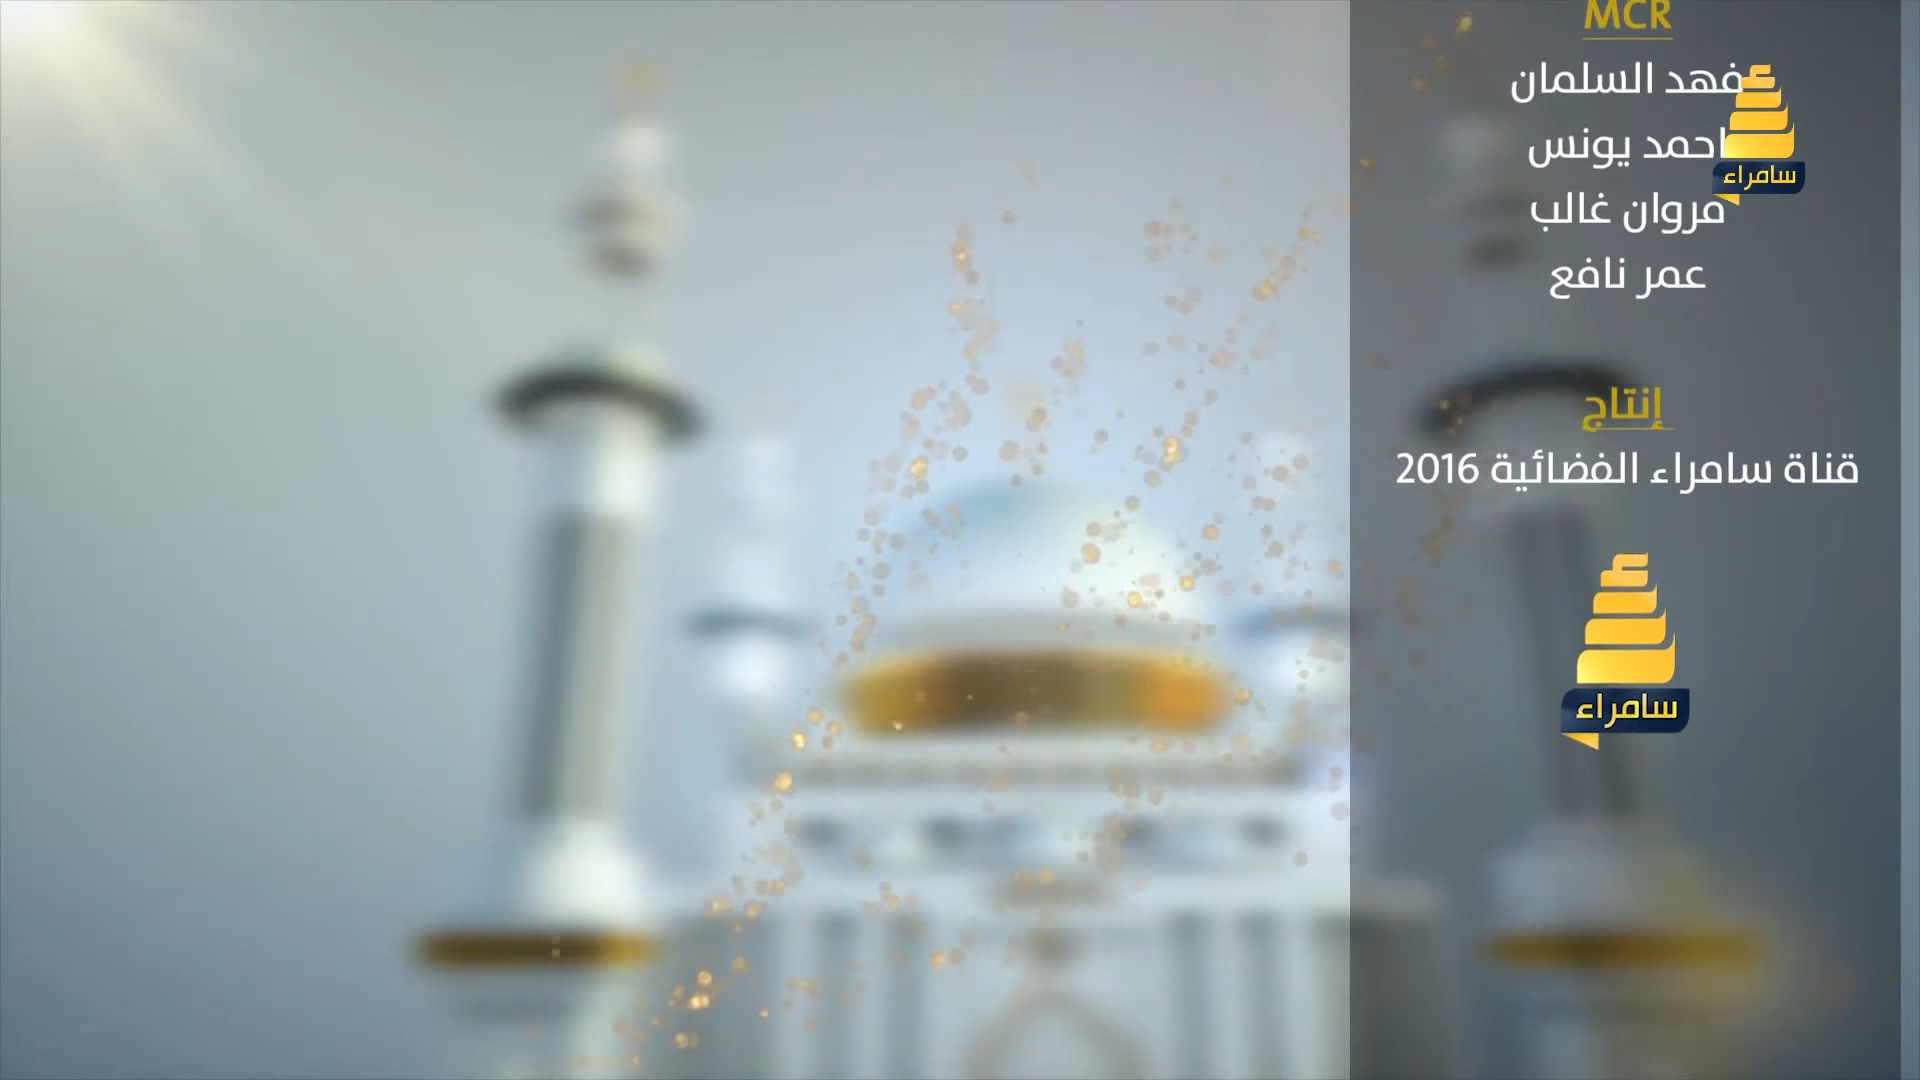 MCR
فهد السلمان
احمد يونس
مروان غالب
عمر نافع
سامراء
إنتاج
قناة سامراء الفضائية 2016
سامراء